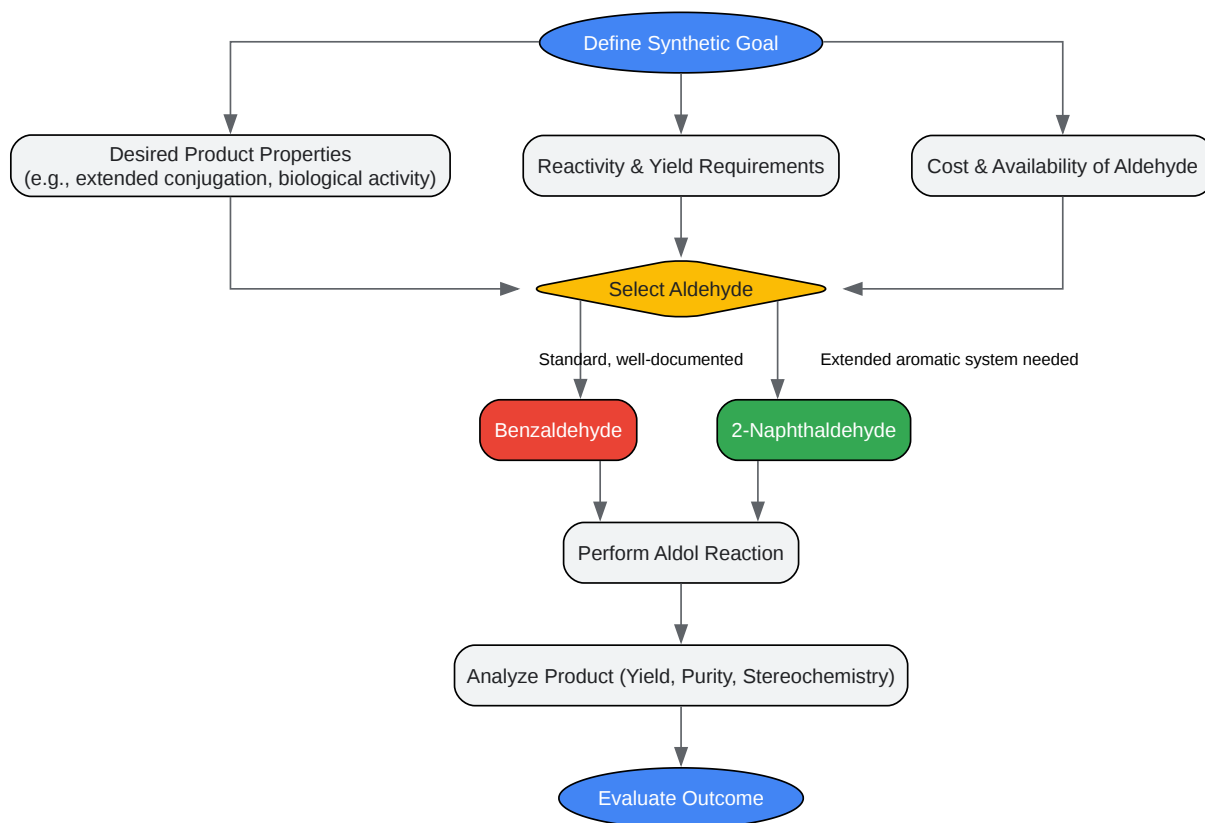 Define Synthetic Goal
Desired Product Properties
(e.g., extended conjugation, biological activity)
Reactivity & Yield Requirements
Cost & Availability of Aldehyde
Select Aldehyde
Standard, well-documented
Extended aromatic system needed
Benzaldehyde
2-Naphthaldehyde
Perform Aldol Reaction
Analyze Product (Yield, Purity, Stereochemistry)
Evaluate Outcome